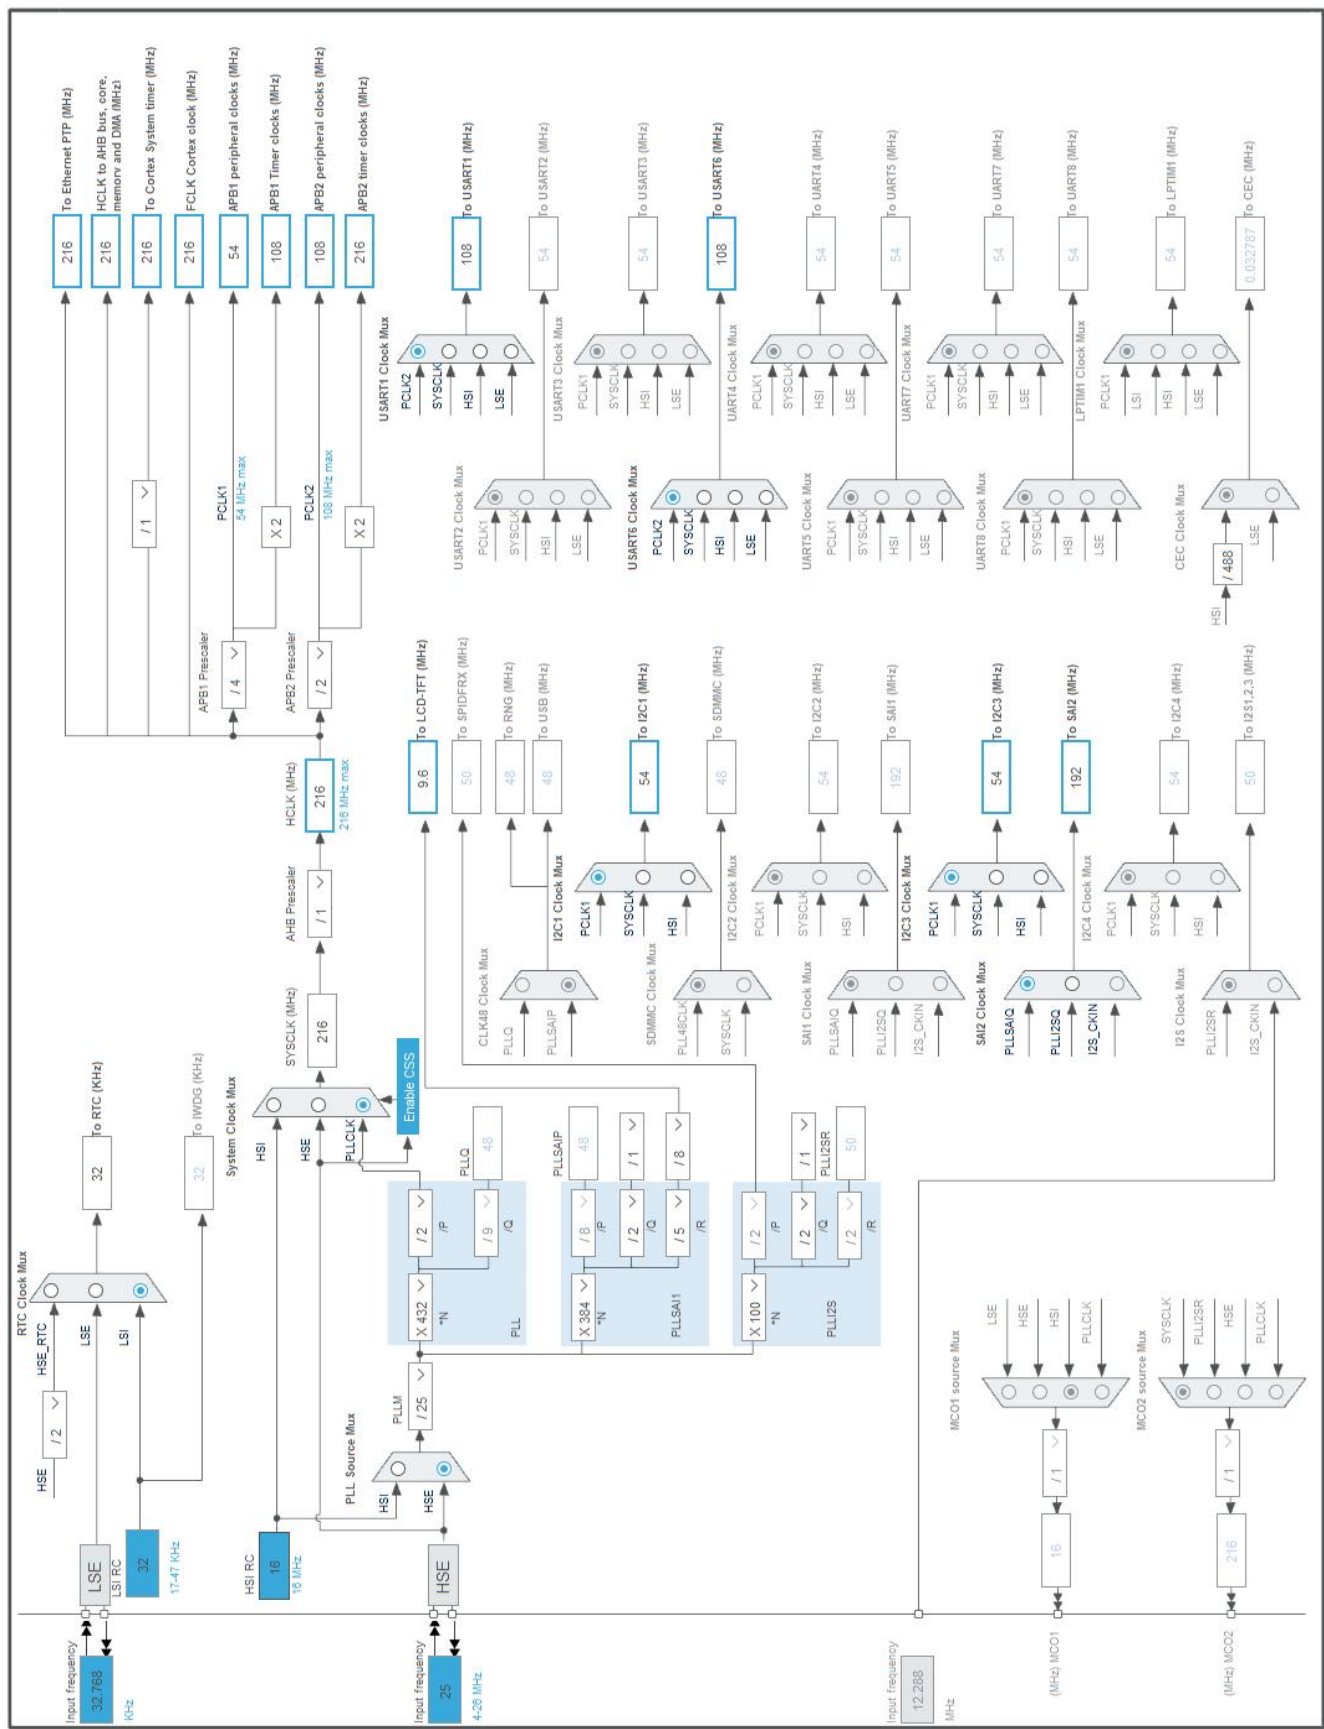 Input frequency
32.768
KHz
LSE
LSI RC
32
17-47 KHz
HSE
/ 2
HSE_RTC
LSE
LSI
RTC Clock Mux
32
To RTC (KHz)
32
To IWDG (KHz)
Input frequency
25
4-26 MHz
HSE
HSI RC
16
16 MHz
PLL Source Mux
HSI
HSE
PLLM
/ 25
X 432
*N
/ 2
/P
/ 9
/Q
PLL
PLLQ
48
X 384
*N
/ 8
/P
/ 2
/Q
/ 5
/R
PLLSAI1
PLLSAIP
48
/ 1
/ 8
X 100
*N
/ 2
/P
/ 2
/Q
/ 2
/R
PLLI2S
/ 1
PLLI2SR
50
System Clock Mux
HSI
HSE
PLLCLK
Enable CSS
SYSCLK (MHz)
216
AHB Prescaler
/ 1
HCLK (MHz)
216
216 MHz max
APB1 Prescaler
/ 4
APB2 Prescaler
/ 2
/ 1
PCLK1
54 MHz max
X 2
PCLK2
108 MHz max
X 2
216
To Ethernet PTP (MHz)
216
HCLK to AHB bus, core,
memory and DMA (MHz)
216
To Cortex System timer (MHz)
216
FCLK Cortex clock (MHz)
54
APB1 peripheral clocks (MHz)
108
APB1 Timer clocks (MHz)
108
APB2 peripheral clocks (MHz)
216
APB2 timer clocks (MHz)
9.6
To LCD-TFT (MHz)
50
To SPIDFRX (MHz)
CLK48 Clock Mux
PLLQ
PLLSAIP
48
To RNG (MHz)
48
To USB (MHz)
I2C1 Clock Mux
PCLK1
SYSCLK
HSI
54
To I2C1 (MHz)
SDMMC Clock Mux
PLL48CLK
SYSCLK
48
To SDMMC (MHz)
I2C2 Clock Mux
PCLK1
SYSCLK
HSI
54
To I2C2 (MHz)
SAI1 Clock Mux
PLLSAIQ
PLLI2SQ
I2S_CKIN
192
To SAI1 (MHz)
I2C3 Clock Mux
PCLK1
SYSCLK
HSI
54
To I2C3 (MHz)
SAI2 Clock Mux
PLLSAIQ
PLLI2SQ
I2S_CKIN
192
To SAI2 (MHz)
I2C4 Clock Mux
PCLK1
SYSCLK
HSI
54
To I2C4 (MHz)
I2S Clock Mux
PLLI2SR
I2S_CKIN
50
To I2S1,2,3 (MHz)
USART1 Clock Mux
PCLK2
SYSCLK
HSI
LSE
108
To USART1 (MHz)
USART2 Clock Mux
PCLK1
SYSCLK
HSI
LSE
54
To USART2 (MHz)
USART3 Clock Mux
PCLK1
SYSCLK
HSI
LSE
54
To USART3 (MHz)
USART6 Clock Mux
PCLK2
SYSCLK
HSI
LSE
108
To USART6 (MHz)
UART4 Clock Mux
PCLK1
SYSCLK
HSI
LSE
54
To UART4 (MHz)
UART5 Clock Mux
PCLK1
SYSCLK
HSI
LSE
54
To UART5 (MHz)
UART7 Clock Mux
PCLK1
SYSCLK
HSI
LSE
54
To UART7 (MHz)
UART8 Clock Mux
PCLK1
SYSCLK
HSI
LSE
54
To UART8 (MHz)
LPTIM1 Clock Mux
PCLK1
LSI
HSI
LSE
54
To LPTIM1 (MHz)
CEC Clock Mux
HSI
/ 488
LSE
0.032787
To CEC (MHz)
Input frequency
12.288
MHz
MCO1 source Mux
LSE
HSE
HSI
PLLCLK
/ 1
16
(MHz) MCO1
MCO2 source Mux
SYSCLK
PLLI2SR
HSE
PLLCLK
/ 1
216
(MHz) MCO2